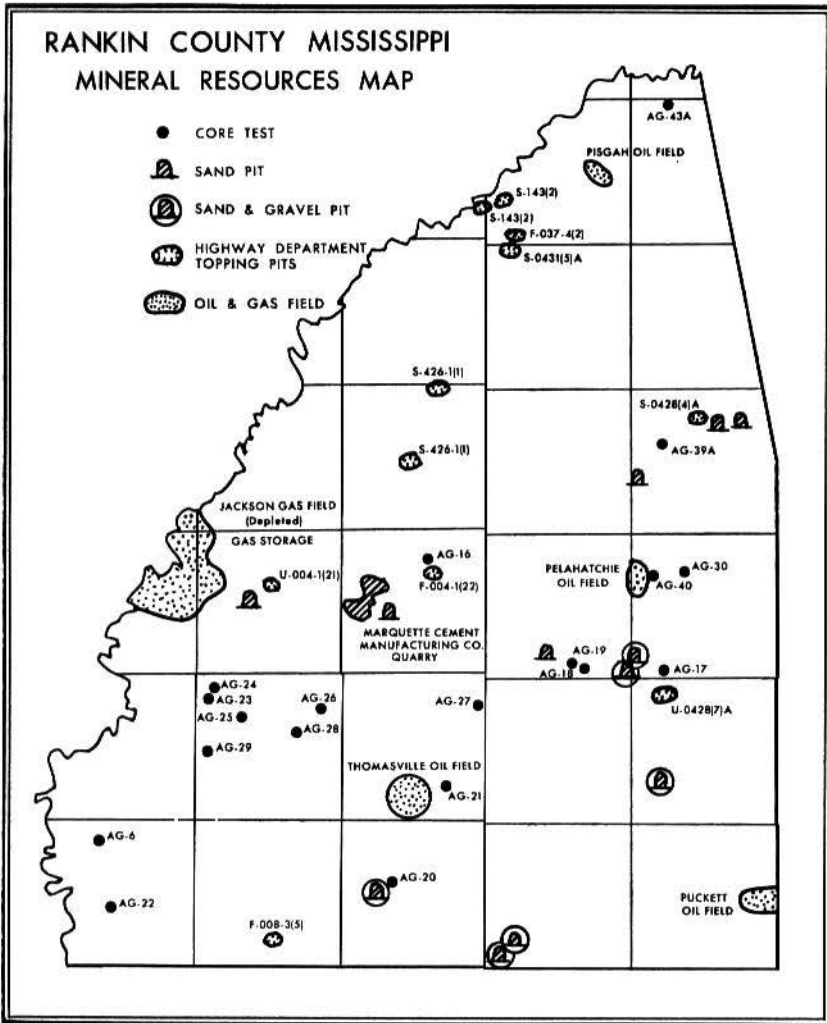 RANKIN COUNTY MISSISSIPPI
MINERAL RESOURCES MAP
CORE TEST
SAND PIT
SAND & GRAVEL PIT
HIGHWAY DEPARTMENT
TOPPING PITS
OIL & GAS FIELD
AG-43A
PISGAH OIL FIELD
S-143(2)
S-143(2)
F-037-4(2)
S-0431(5)A
S-426-1(1)
S-0428(4)A
AG-39A
S-426-1(1)
JACKSON GAS FIELD
(Depleted)
GAS STORAGE
U-004-1(21)
AG-16
F-004-1(22)
MARQUETTE CEMENT
MANUFACTURING CO.
QUARRY
PELAHATCHIE
OIL FIELD
AG-30
AG-40
AG-19
AG-18
AG-17
U-0428(7)A
AG-24
AG-23
AG-25
AG-26
AG-28
AG-29
AG-27
THOMASVILLE OIL FIELD
AG-21
AG-6
AG-22
AG-20
F-008-3(5)
PUCKETT
OIL FIELD